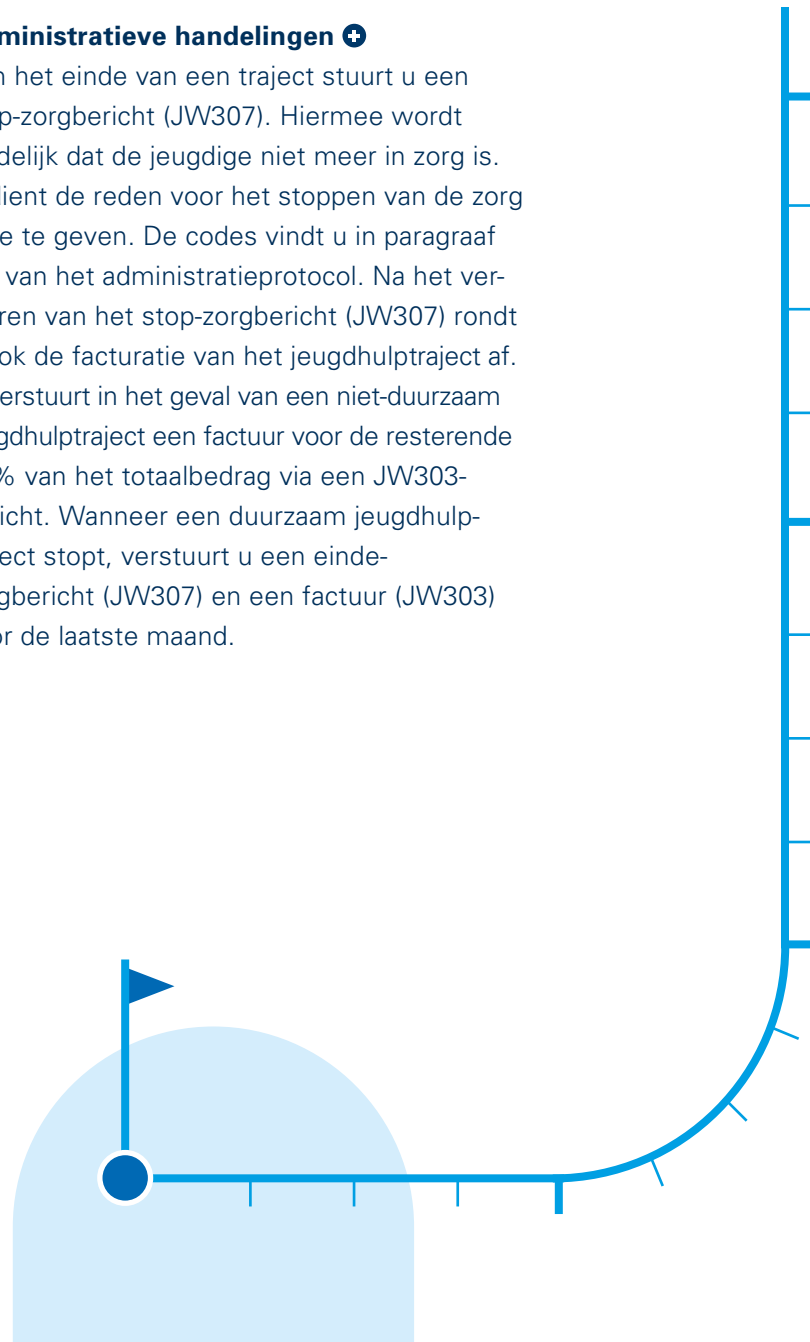 ministratieve handelingen
n het einde van een traject stuurt u een
p-zorgbericht (JW307). Hiermee wordt
delijk dat de jeugdige niet meer in zorg is.
dient de reden voor het stoppen van de zorg
e te geven. De codes vindt u in paragraaf
van het administratieprotocol. Na het ver-
ren van het stop-zorgbericht (JW307) rondt
ok de facturatie van het jeugdhulptraject af.
erstuurt in het geval van een niet-duurzaam
gdhulptraject een factuur voor de resterende
% van het totaalbedrag via een JW303-
icht. Wanneer een duurzaam jeugdhulp-
ect stopt, verstuurt u een einde-
gbericht (JW307) en een factuur (JW303)
or de laatste maand.